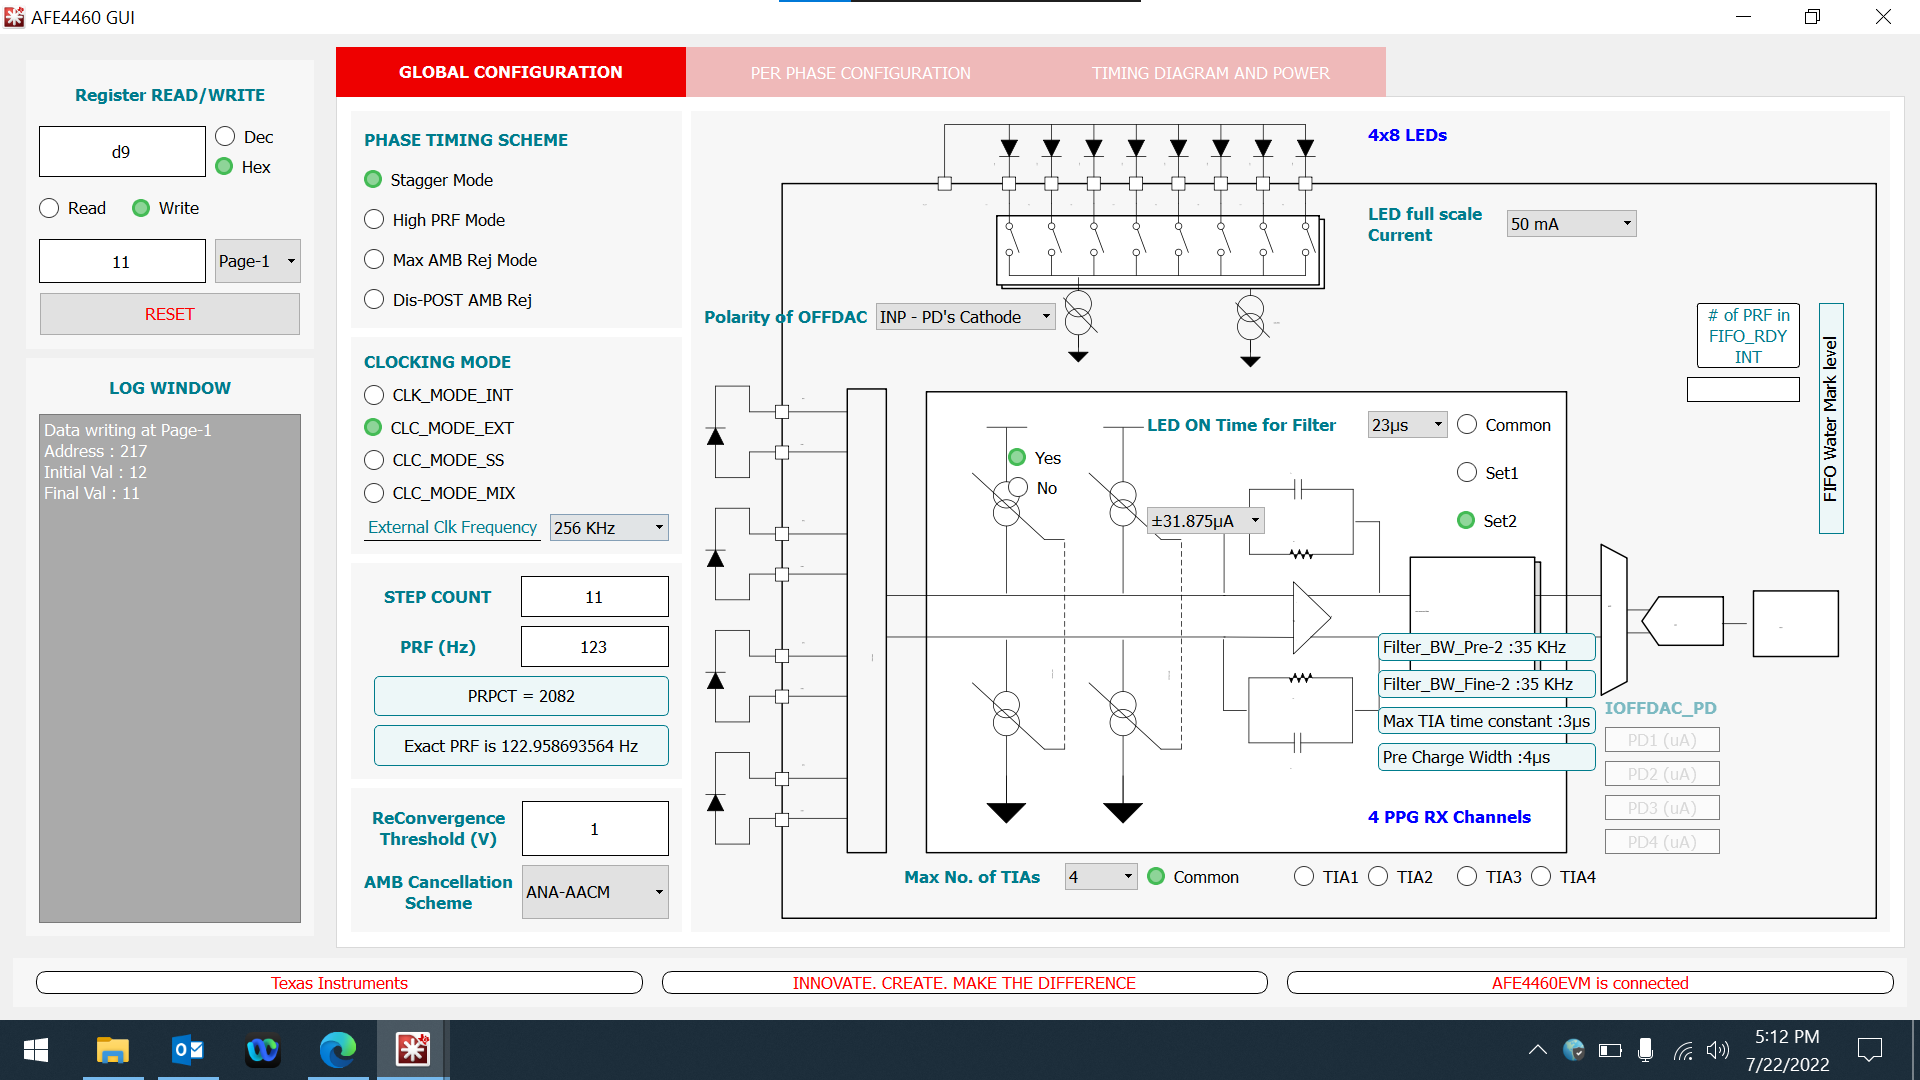 AFE4460 GUI
Register READ/WRITE
d9
Dec
Hex
Read
Write
11
Page-1
RESET
LOG WINDOW
Data writing at Page-1
Address : 217
Initial Val : 12
Final Val : 11
GLOBAL CONFIGURATION
PER PHASE CONFIGURATION
TIMING DIAGRAM AND POWER
PHASE TIMING SCHEME
Stagger Mode
High PRF Mode
Max AMB Rej Mode
Dis-POST AMB Rej
CLOCKING MODE
CLK_MODE_INT
CLC_MODE_EXT
CLC_MODE_SS
CLC_MODE_MIX
External Clk Frequency
256 KHz
STEP COUNT
11
PRF (Hz)
123
PRPCT = 2082
Exact PRF is 122.958693564 Hz
ReConvergence
Threshold (V)
1
AMB Cancellation
Scheme
ANA-AACM
4x8 LEDs
LED full scale
Current
50 mA
Polarity of OFFDAC
INP - PD's Cathode
# of PRF in
FIFO_RDY
INT
FIFO Water Mark level
LED ON Time for Filter
23µs
Common
Yes
No
Set1
±31.875µA
Set2
Filter_BW_Pre-2 :35 KHz
Filter_BW_Fine-2 :35 KHz
Max TIA time constant :3µs
Pre Charge Width :4µs
IOFFDAC_PD
PD1 (uA)
PD2 (uA)
PD3 (uA)
PD4 (uA)
4 PPG RX Channels
Max No. of TIAs
4
Common
TIA1
TIA2
TIA3
TIA4
Texas Instruments
INNOVATE. CREATE. MAKE THE DIFFERENCE
AFE4460EVM is connected
5:12 PM
7/22/2022